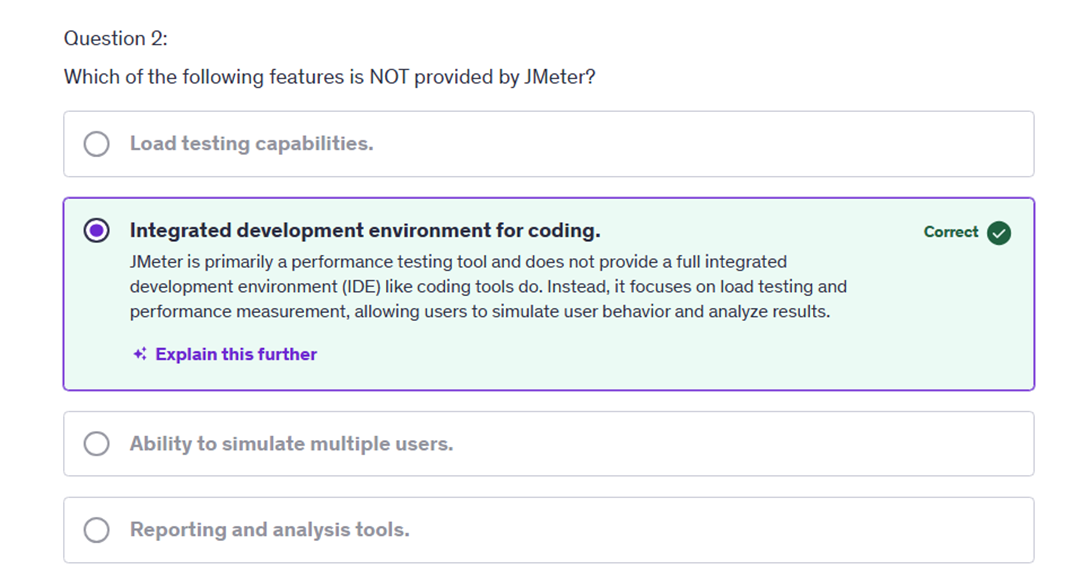 Question 2:
Which of the following features is NOT provided by JMeter?
Load testing capabilities.
Integrated development environment for coding.
Correct
JMeter is primarily a performance testing tool and does not provide a full integrated
development environment (IDE) like coding tools do. Instead, it focuses on load testing and
performance measurement, allowing users to simulate user behavior and analyze results.
Explain this further
Ability to simulate multiple users.
Reporting and analysis tools.